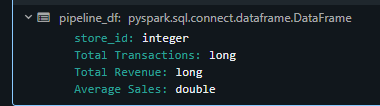 pipeline_df: pyspark.sql.connect.dataframe.DataFrame
store_id: integer
Total Transactions: long
Total Revenue: long
Average Sales: double